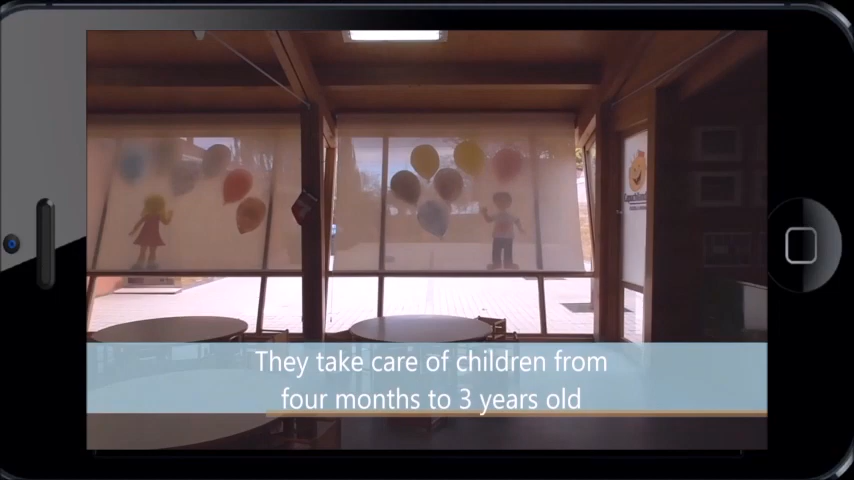 They take care of children from
four months to 3 years old